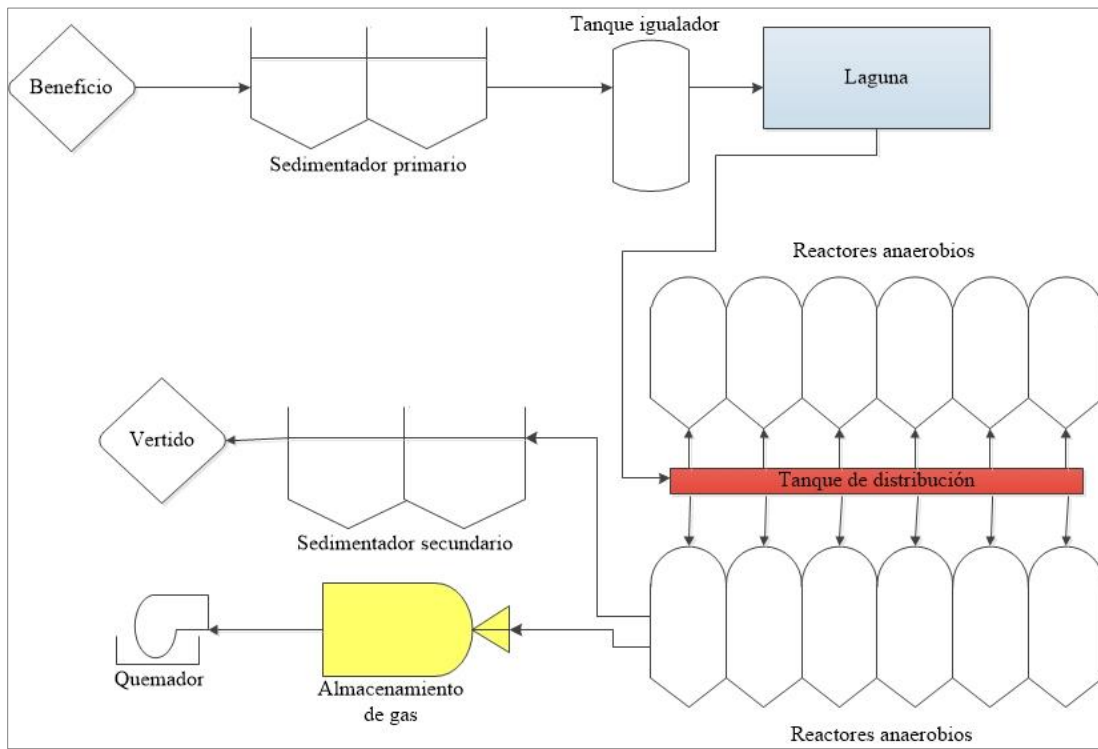 Tanque igualador
Beneficio
Laguna
Sedimentador primario
Reactores anaerobios
Vertido
Tanque de distribución
Sedimentador secundario
Quemador
Almacenamiento
de gas
Reactores anaerobios